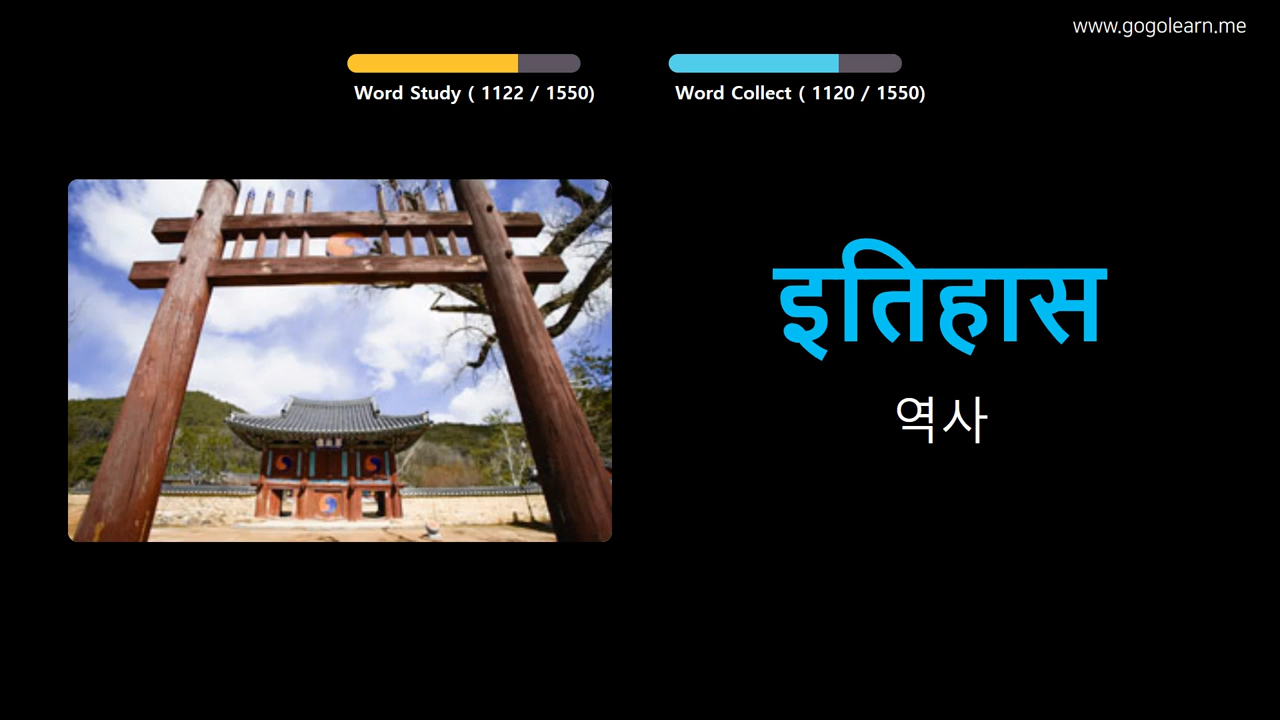 www.gogolearn.me
Word Study ( 1122 / 1550)
Word Collect ( 1120 / 1550)
इतिहास
역사